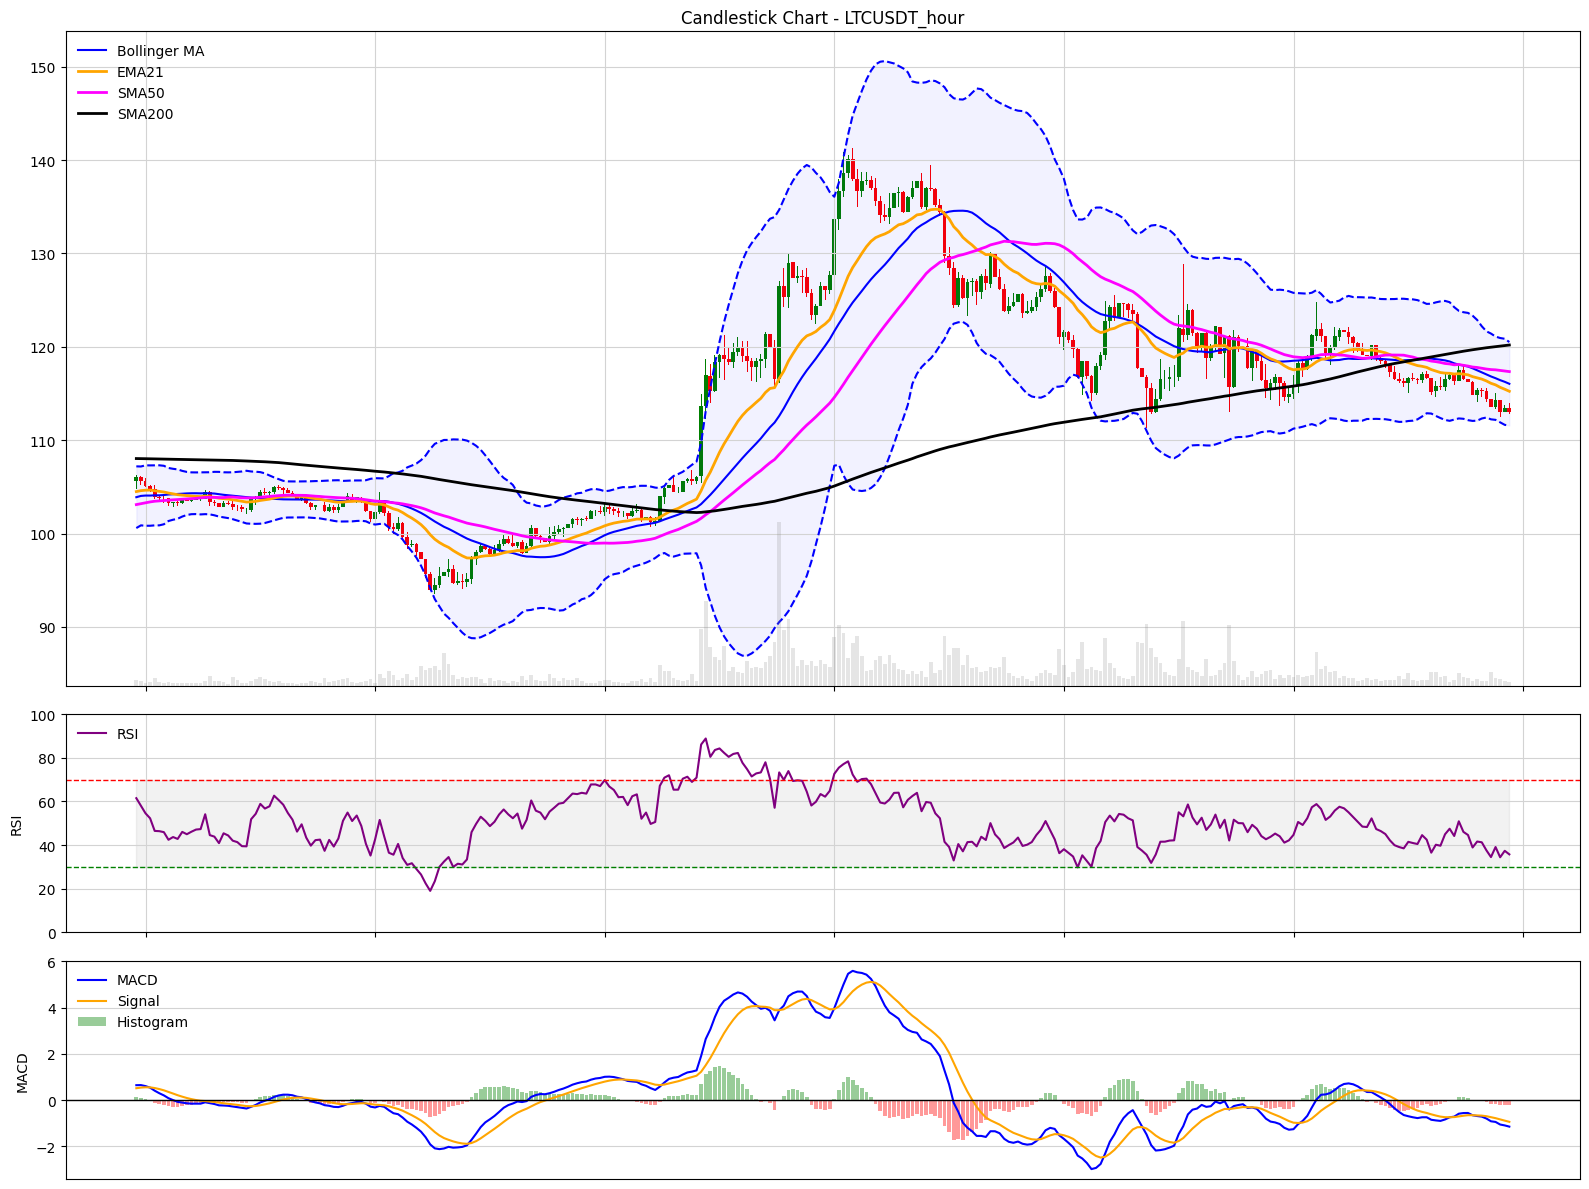 Candlestick Chart - LTCUSDT_hour
Bollinger MA
EMA21
SMA50
SMA200
150
140
130
120
110
100
90
RSI
100
80
60
40
20
0
RSI
MACD
Signal
Histogram
6
4
2
0
−2
MACD